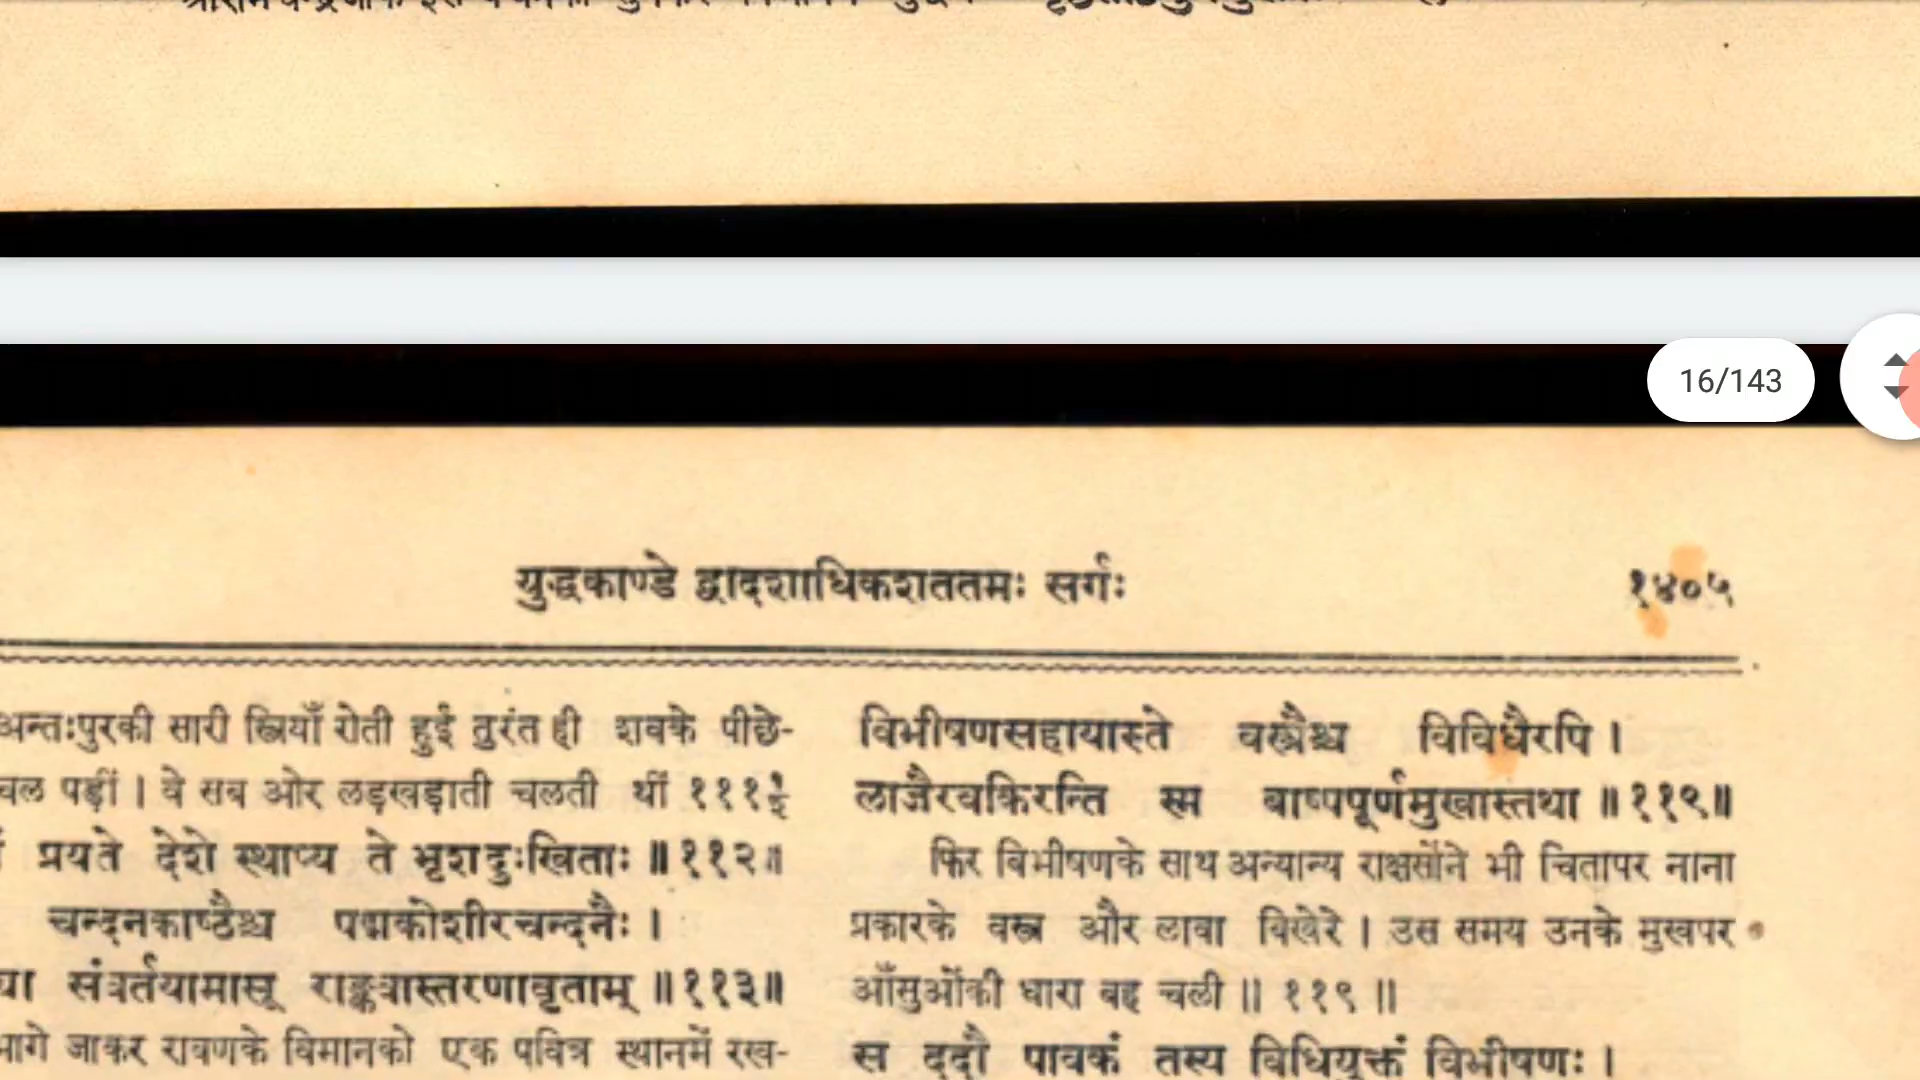 16/143
युद्धकाण्डे द्वादशाधिकशततमः सर्गः
१४०५
अन्तःपुरकी सारी स्त्रियाँ रोती हुई तुरंत ही शवके पीछे-
चल पड़ीं । वे सब ओर लड़खड़ाती चलती थीं १११½
प्रयते देशे स्थाप्य ते भृशदुःखिताः ॥११२॥
चन्दनकाष्ठैश्च पद्मकोशीरचन्दनैः ।
संवर्तयामासू राङ्कवास्तरणावृताम् ॥११३॥
आगे जाकर रावणके विमानको एक पवित्र स्थानमें रख-
विभीषणसहायास्ते वस्त्रैश्च विविधैरपि ।
लाजैरवकिरन्ति स्म बाष्पपूर्णमुखास्तथा ॥११९॥
फिर विभीषणके साथ अन्यान्य राक्षसोंने भी चितापर नाना
प्रकारके वस्त्र और लावा बिखेरे । उस समय उनके मुखपर
आँसुओंकी धारा बह चली ॥ ११९ ॥
स ददौ पावकं तस्य विधियुक्तं विभीषणः ।